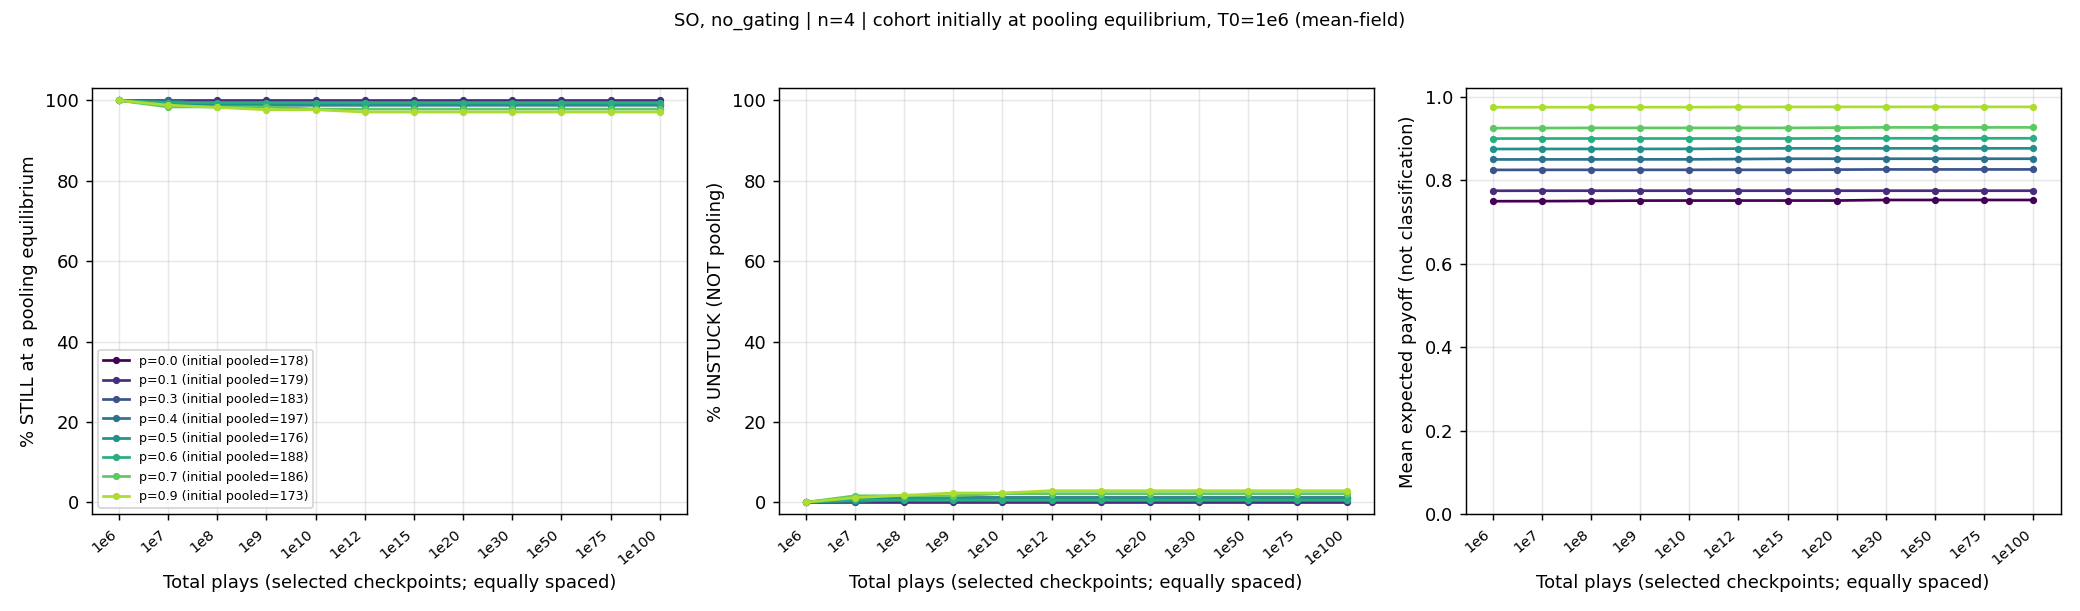 SO, no_gating | n=4 | cohort initially at pooling equilibrium, T0=1e6 (mean-field)
% STILL at a pooling equilibrium
100
80
60
40
20
0
p=0.0 (initial pooled=178)
p=0.1 (initial pooled=179)
p=0.3 (initial pooled=183)
p=0.4 (initial pooled=197)
p=0.5 (initial pooled=176)
p=0.6 (initial pooled=188)
p=0.7 (initial pooled=186)
p=0.9 (initial pooled=173)
1e6 1e7 1e8 1e9 1e10 1e12 1e15 1e20 1e30 1e50 1e75 1e100
Total plays (selected checkpoints; equally spaced)
% UNSTUCK (NOT pooling)
100
80
60
40
20
0
1e6 1e7 1e8 1e9 1e10 1e12 1e15 1e20 1e30 1e50 1e75 1e100
Total plays (selected checkpoints; equally spaced)
Mean expected payoff (not classification)
1.0
0.8
0.6
0.4
0.2
0.0
1e6 1e7 1e8 1e9 1e10 1e12 1e15 1e20 1e30 1e50 1e75 1e100
Total plays (selected checkpoints; equally spaced)